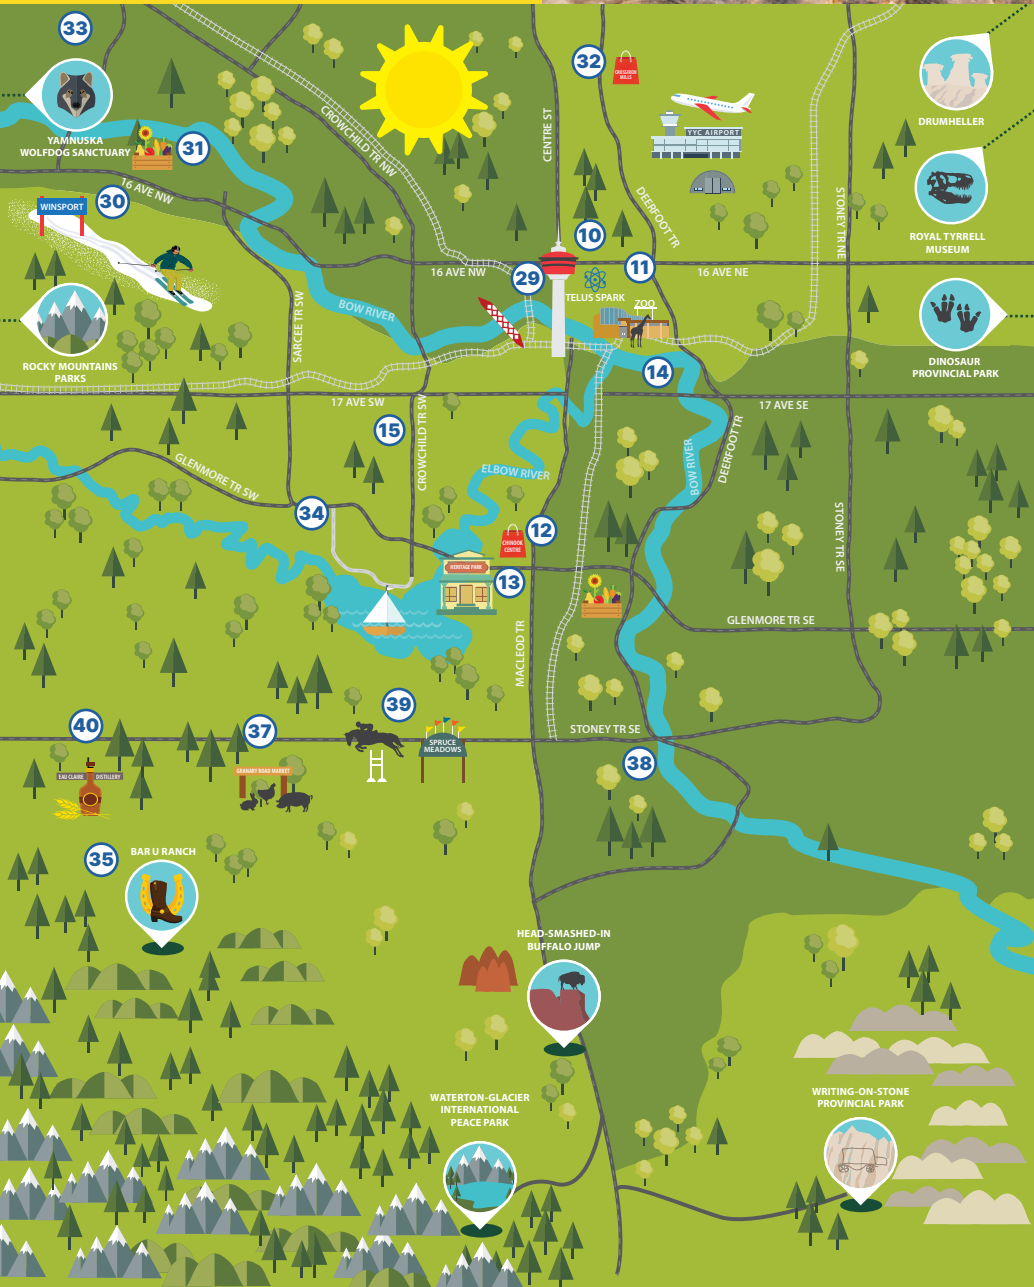 33
32
CROSSIRON
MILLS
YAMNUSKA
WOLFDOG SANCTUARY
31
CROWCHILD TR NW
CENTRE ST
YYC AIRPORT
DRUMHELLER
16 AVE NW
30
WINSPORT
DEERFOOT TR
STONEY TR NE
ROYAL TYRRELL
MUSEUM
10
11
16 AVE NW
29
16 AVE NE
TELUS SPARK
ZOO
BOW RIVER
SARCEE TR SW
ROCKY MOUNTAINS
PARKS
14
DINOSAUR
PROVINCIAL PARK
17 AVE SW
17 AVE SE
15
CROWCHILD TR SW
DEERFOOT TR
BOW RIVER
GLENMORE TR SW
ELBOW RIVER
STONEY TR SE
34
12
CHINOOK
CENTRE
HERITAGE PARK
13
GLENMORE TR SE
MACLEOD TR
39
40
37
STONEY TR SE
SPRUCE
MEADOWS
38
EAU CLAIRE DISTILLERY
GRANARY ROAD MARKET
35
BAR U RANCH
HEAD-SMASHED-IN
BUFFALO JUMP
WATERTON-GLACIER
INTERNATIONAL
PEACE PARK
WRITING-ON-STONE
PROVINCIAL PARK